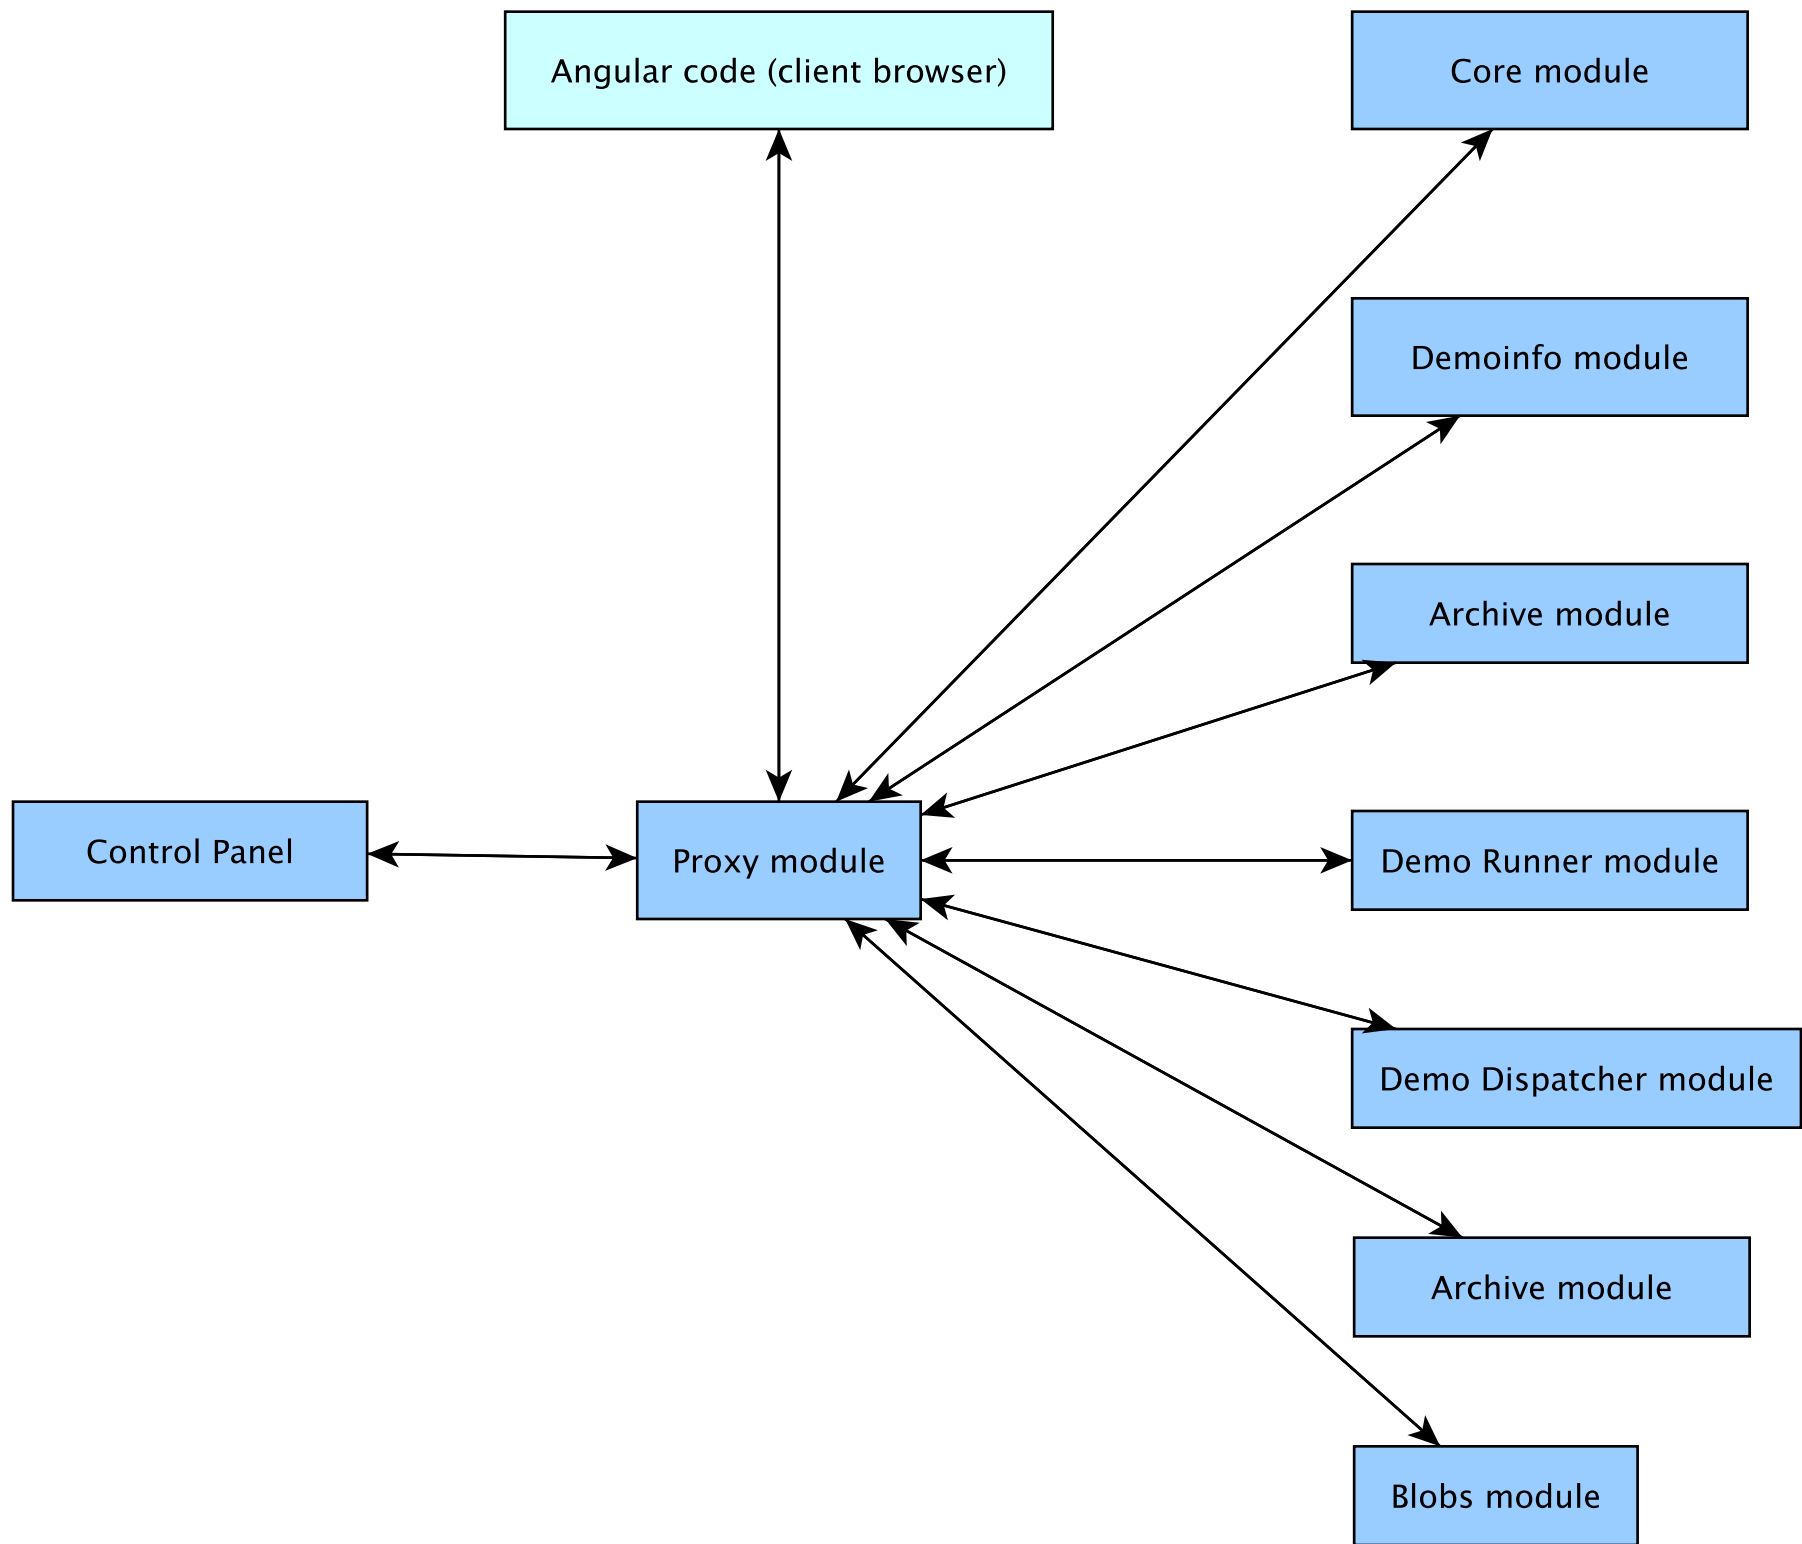 Angular code (client browser)
Core module
Demoinfo module
Archive module
Control Panel
Proxy module
Demo Runner module
Demo Dispatcher module
Archive module
Blobs module